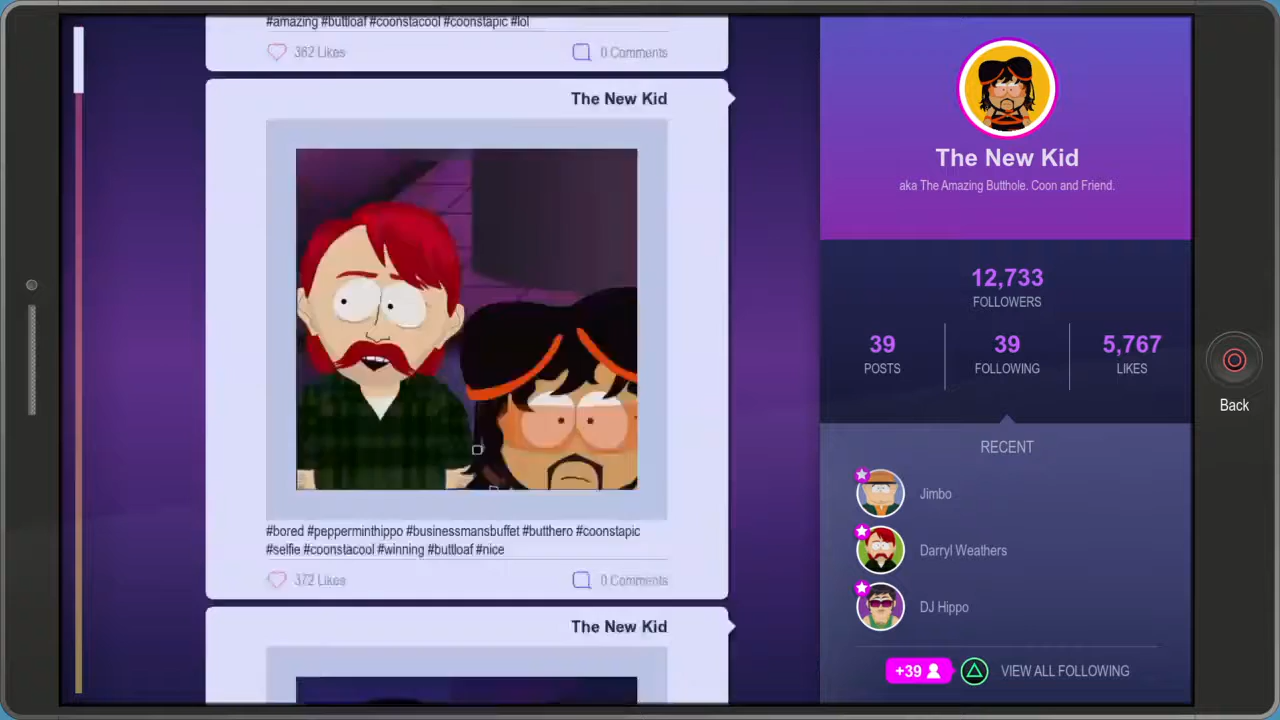 #amazing #buttloaf #coonstacool #coonstapic #lol
362 Likes
0 Comments
The New Kid
#bored #pepperminthippo #businessmansbuffet #butthero #coonstapic
#selfie #coonstacool #winning #buttloaf #nice
372 Likes
0 Comments
The New Kid
The New Kid
aka The Amazing Butthole. Coon and Friend.
12,733
FOLLOWERS
39
POSTS
39
FOLLOWING
5,767
LIKES
RECENT
Jimbo
Darryl Weathers
DJ Hippo
+39
VIEW ALL FOLLOWING
Back